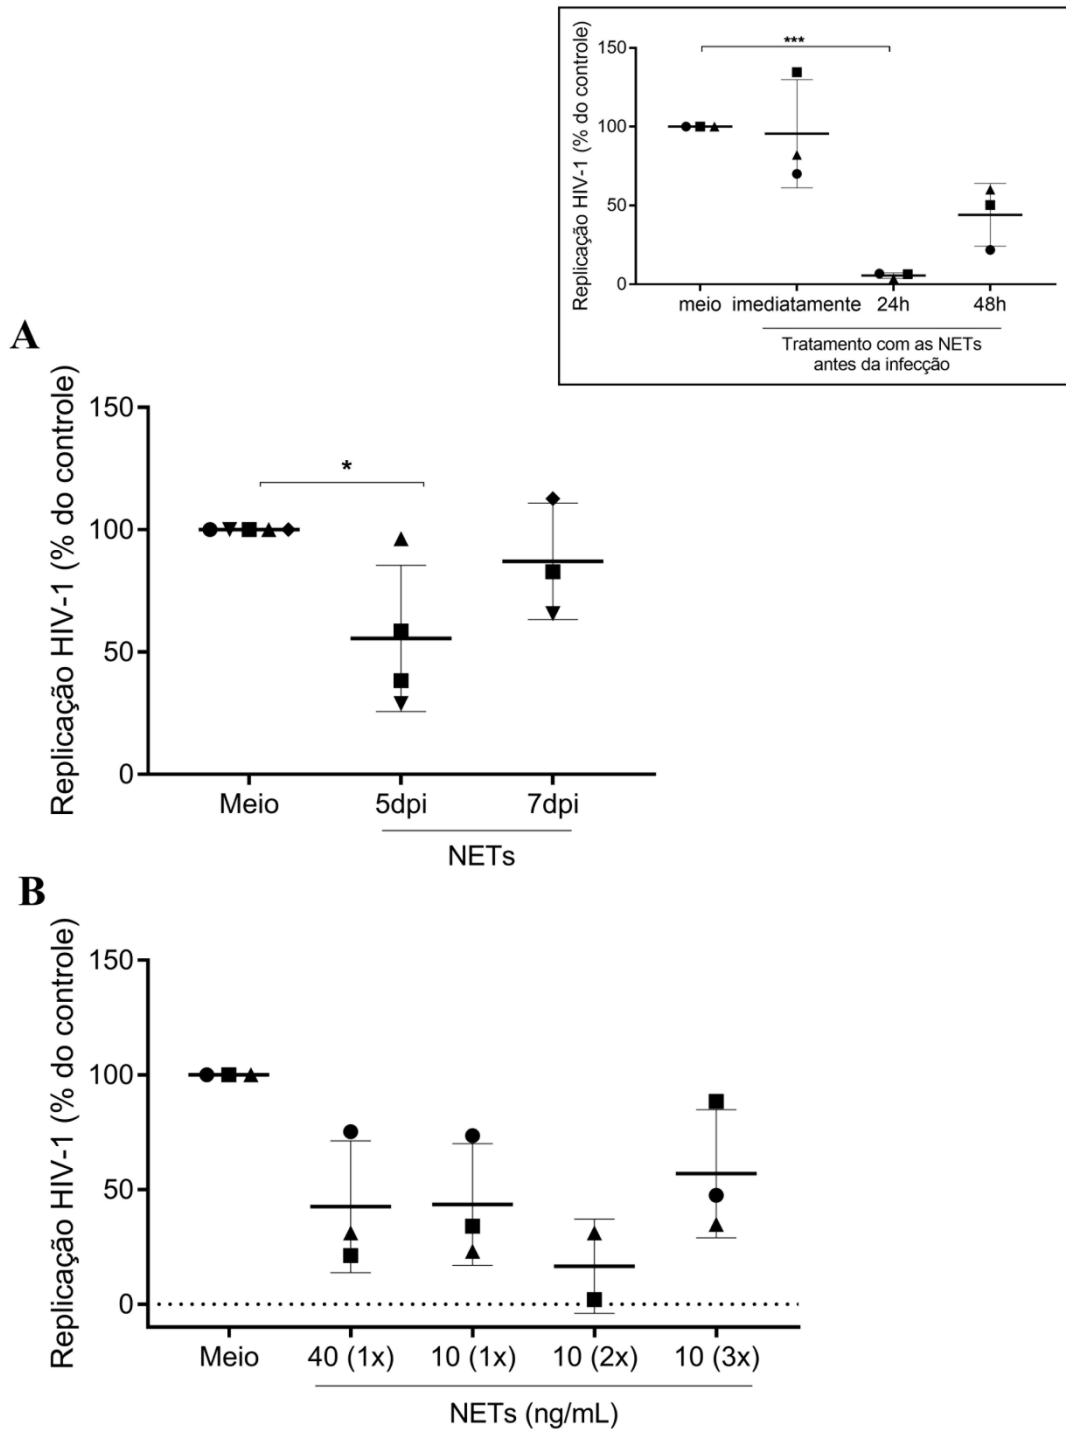 Replicação HIV-1 (% do controle)
150
100
50
0
***
meio imediatamente 24h 48h
Tratamento com as NETs
antes da infecção
A
Replicação HIV-1 (% do controle)
150
100
50
0
*
Meio 5dpi 7dpi
NETs
B
Replicação HIV-1 (% do controle)
150
100
50
0
Meio 40 (1x) 10 (1x) 10 (2x) 10 (3x)
NETs (ng/mL)